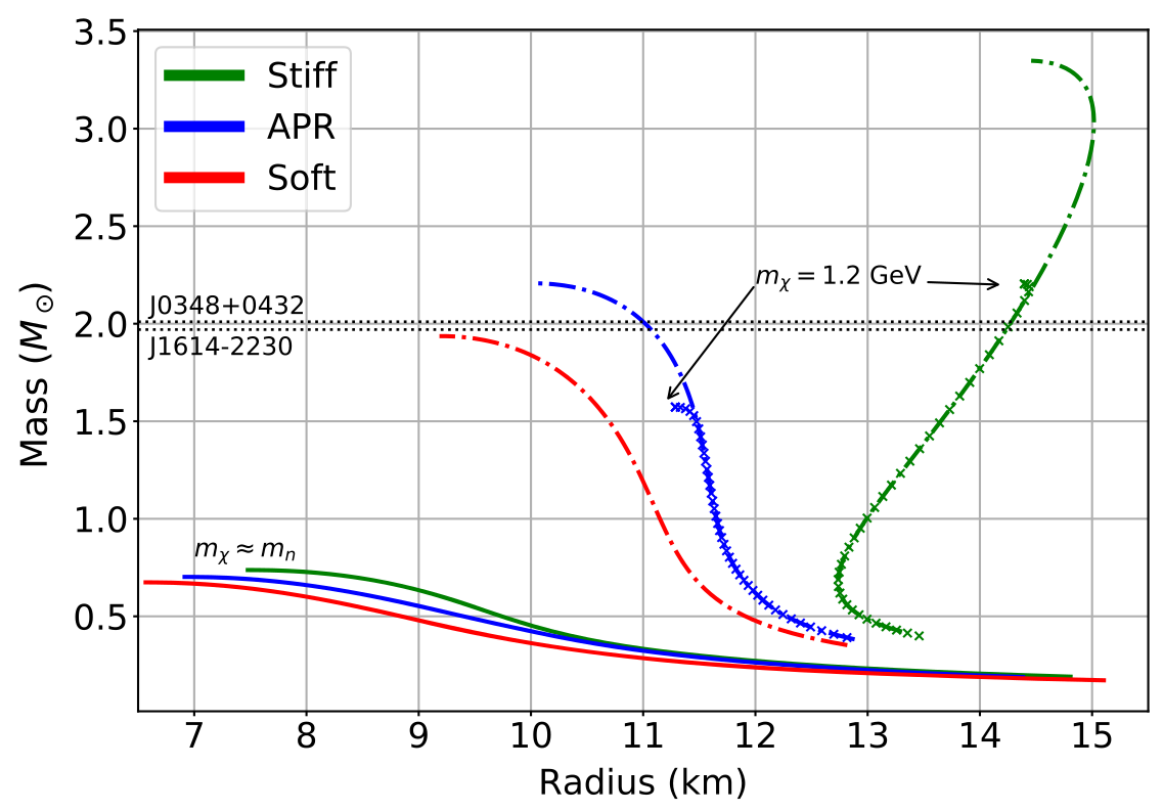 Stiff
APR
Soft
3.5
3.0
2.5
2.0
1.5
1.0
0.5
Mass (M⊙)
J0348+0432
J1614-2230
mχ = 1.2 GeV
mχ ≈ mn
7 8 9 10 11 12 13 14 15
Radius (km)